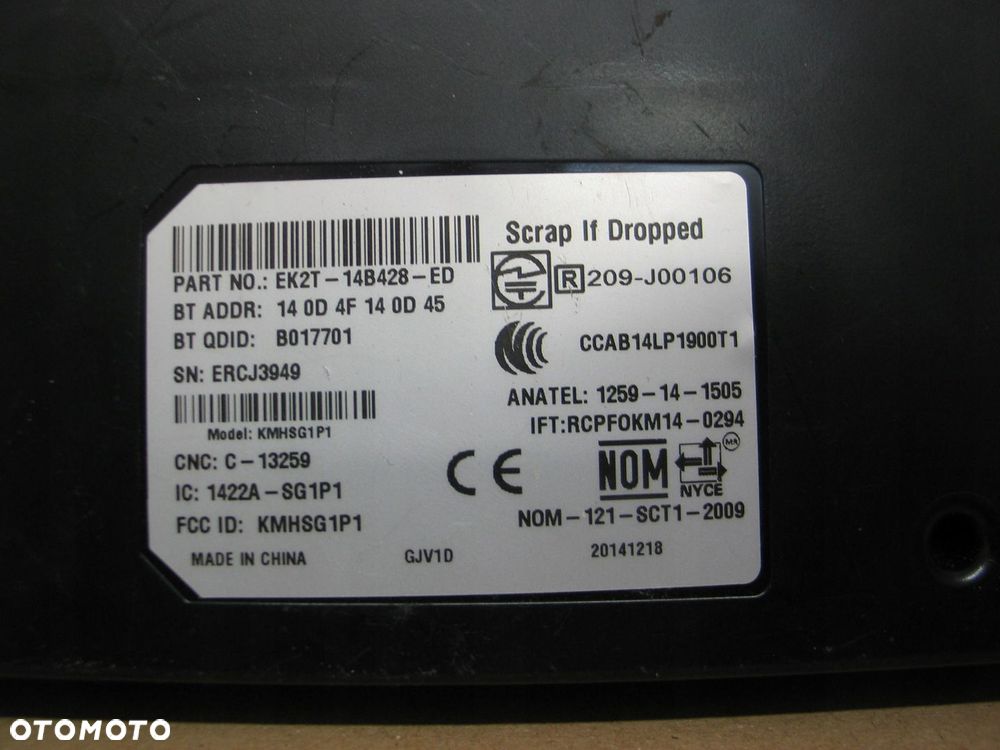 Scrap If Dropped
PART NO.: EK2T-14B428-ED
R 209-J00106
BT ADDR: 14 0D 4F 14 0D 45
BT QDID: B017701
CCAB14LP1900T1
SN: ERCJ3949
ANATEL: 1259-14-1505
IFT:RCPFOKM14-0294
Model: KMHSG1P1
CNC: C-13259
CE
NOM
NYCE
IC: 1422A-SG1P1
NOM-121-SCT1-2009
FCC ID: KMHSG1P1
MADE IN CHINA
GJV1D
20141218
OTOMOTO